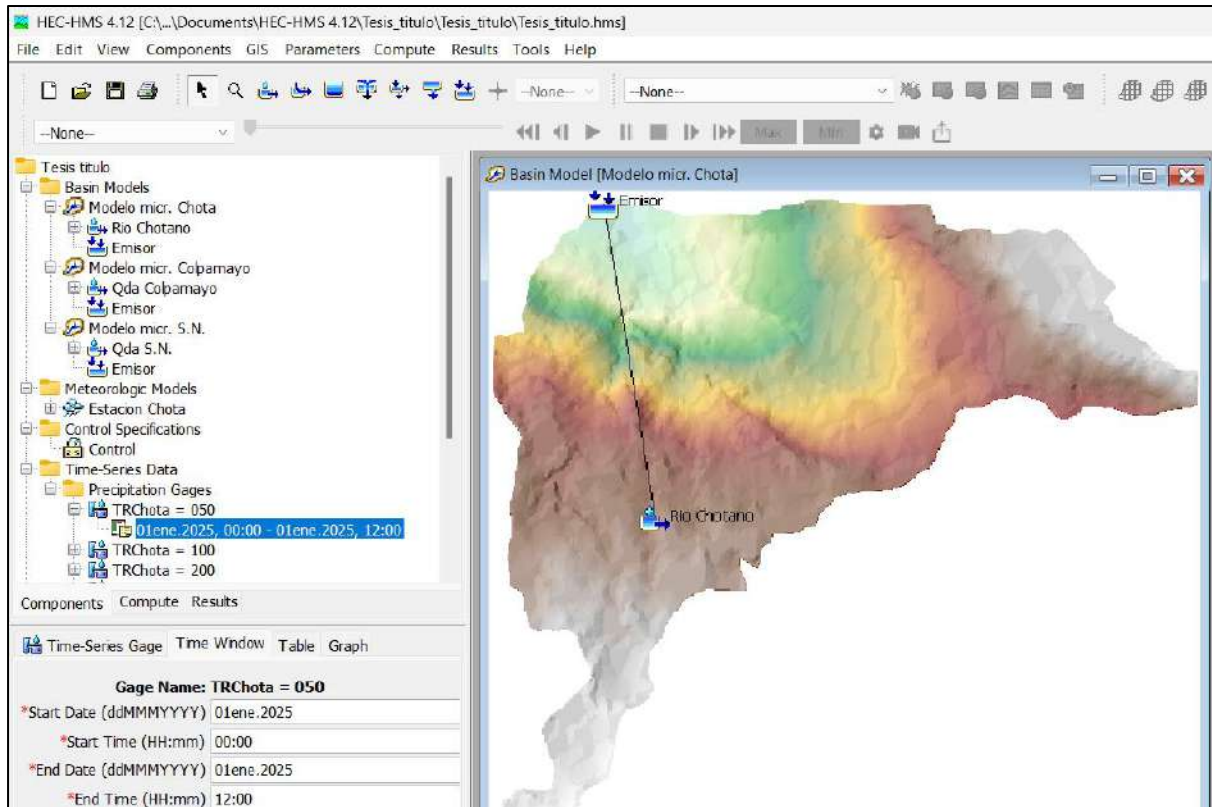 HEC-HMS 4.12 [C:\...\Documents\HEC-HMS 4.12\Tesis_titulo\Tesis_titulo\Tesis_titulo.hms]
File Edit View Components GIS Parameters Compute Results Tools Help
--None-- --None--
--None-- Max Min
Tesis titulo
Basin Models
Modelo micr. Chota
Rio Chotano
Emisor
Modelo micr. Colpamayo
Qda Colpamayo
Emisor
Modelo micr. S.N.
Qda S.N.
Emisor
Meteorologic Models
Estacion Chota
Control Specifications
Control
Time-Series Data
Precipitation Gages
TRChota = 050
01ene.2025, 00:00 - 01ene.2025, 12:00
TRChota = 100
TRChota = 200
Components Compute Results
Time-Series Gage Time Window Table Graph
Gage Name: TRChota = 050
*Start Date (ddMMMYYYY) 01ene.2025
*Start Time (HH:mm) 00:00
*End Date (ddMMMYYYY) 01ene.2025
*End Time (HH:mm) 12:00
Basin Model [Modelo micr. Chota]
Emisor
Rio Chotano